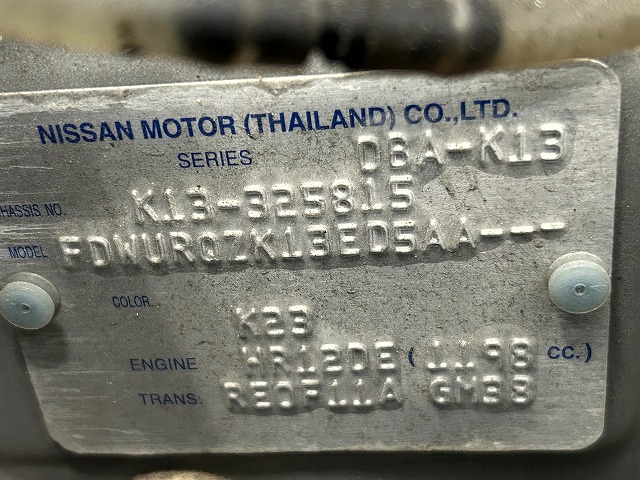 NISSAN MOTOR (THAILAND) CO.,LTD.
SERIES DBA-K13
CHASSIS NO. K13-325815
MODEL FDWURQZK13ED5AA---
COLOR. K23
ENGINE HR12DE (1198 CC.)
TRANS. RE0F11A GM38